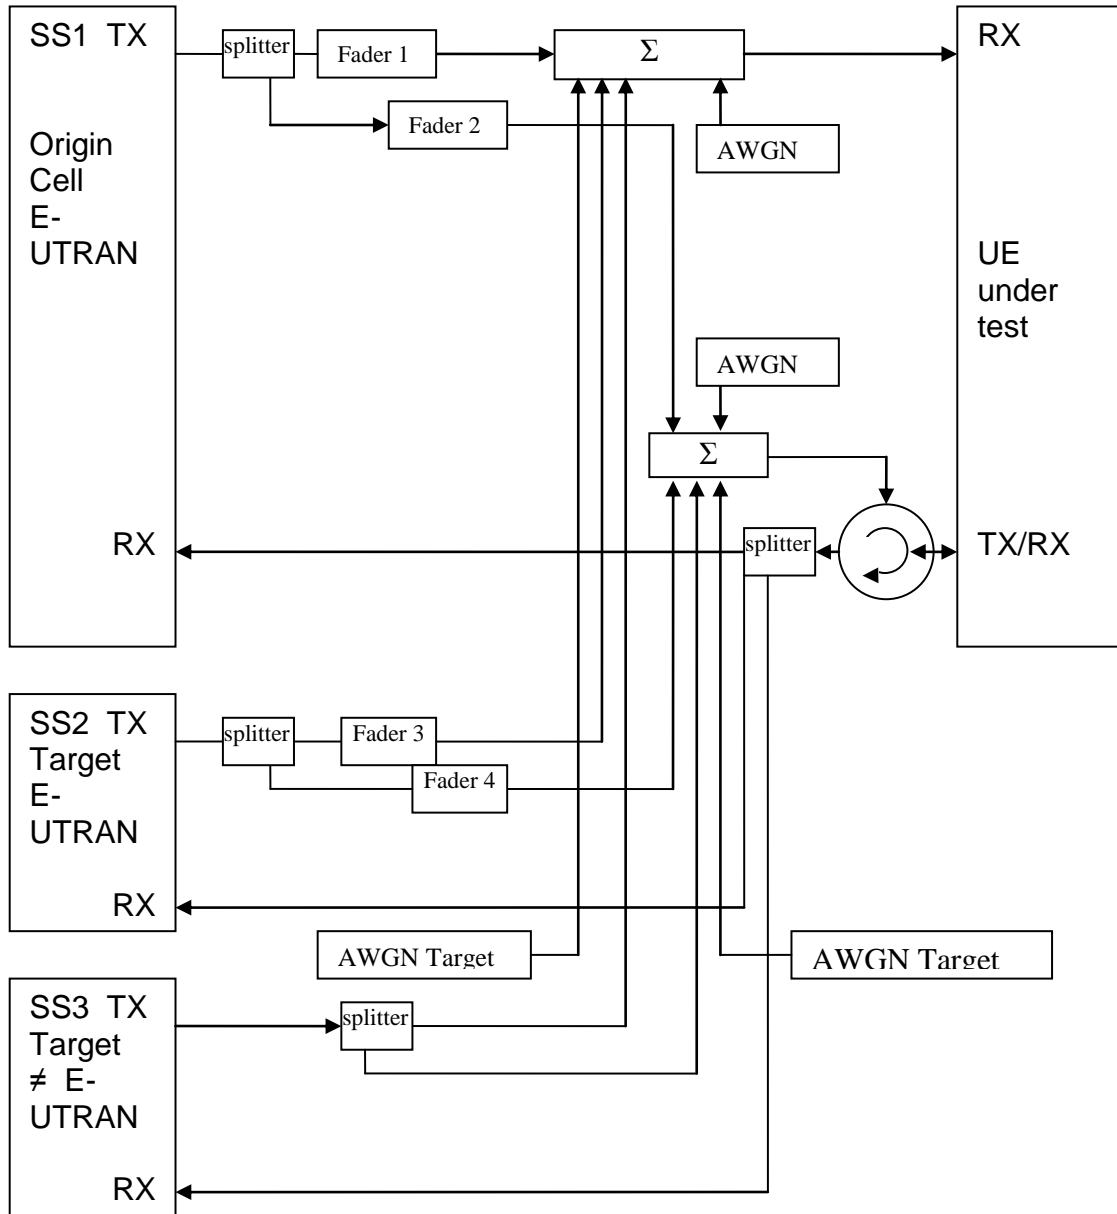 SS1 TX
splitter
Fader 1
Σ
RX
Fader 2
AWGN
Origin
Cell
E-
UTRAN
UE
under
test
AWGN
Σ
RX
splitter
TX/RX
SS2 TX
Target
E-
UTRAN
splitter
Fader 3
Fader 4
RX
AWGN Target
AWGN Target
SS3 TX
Target
≠ E-
UTRAN
splitter
RX